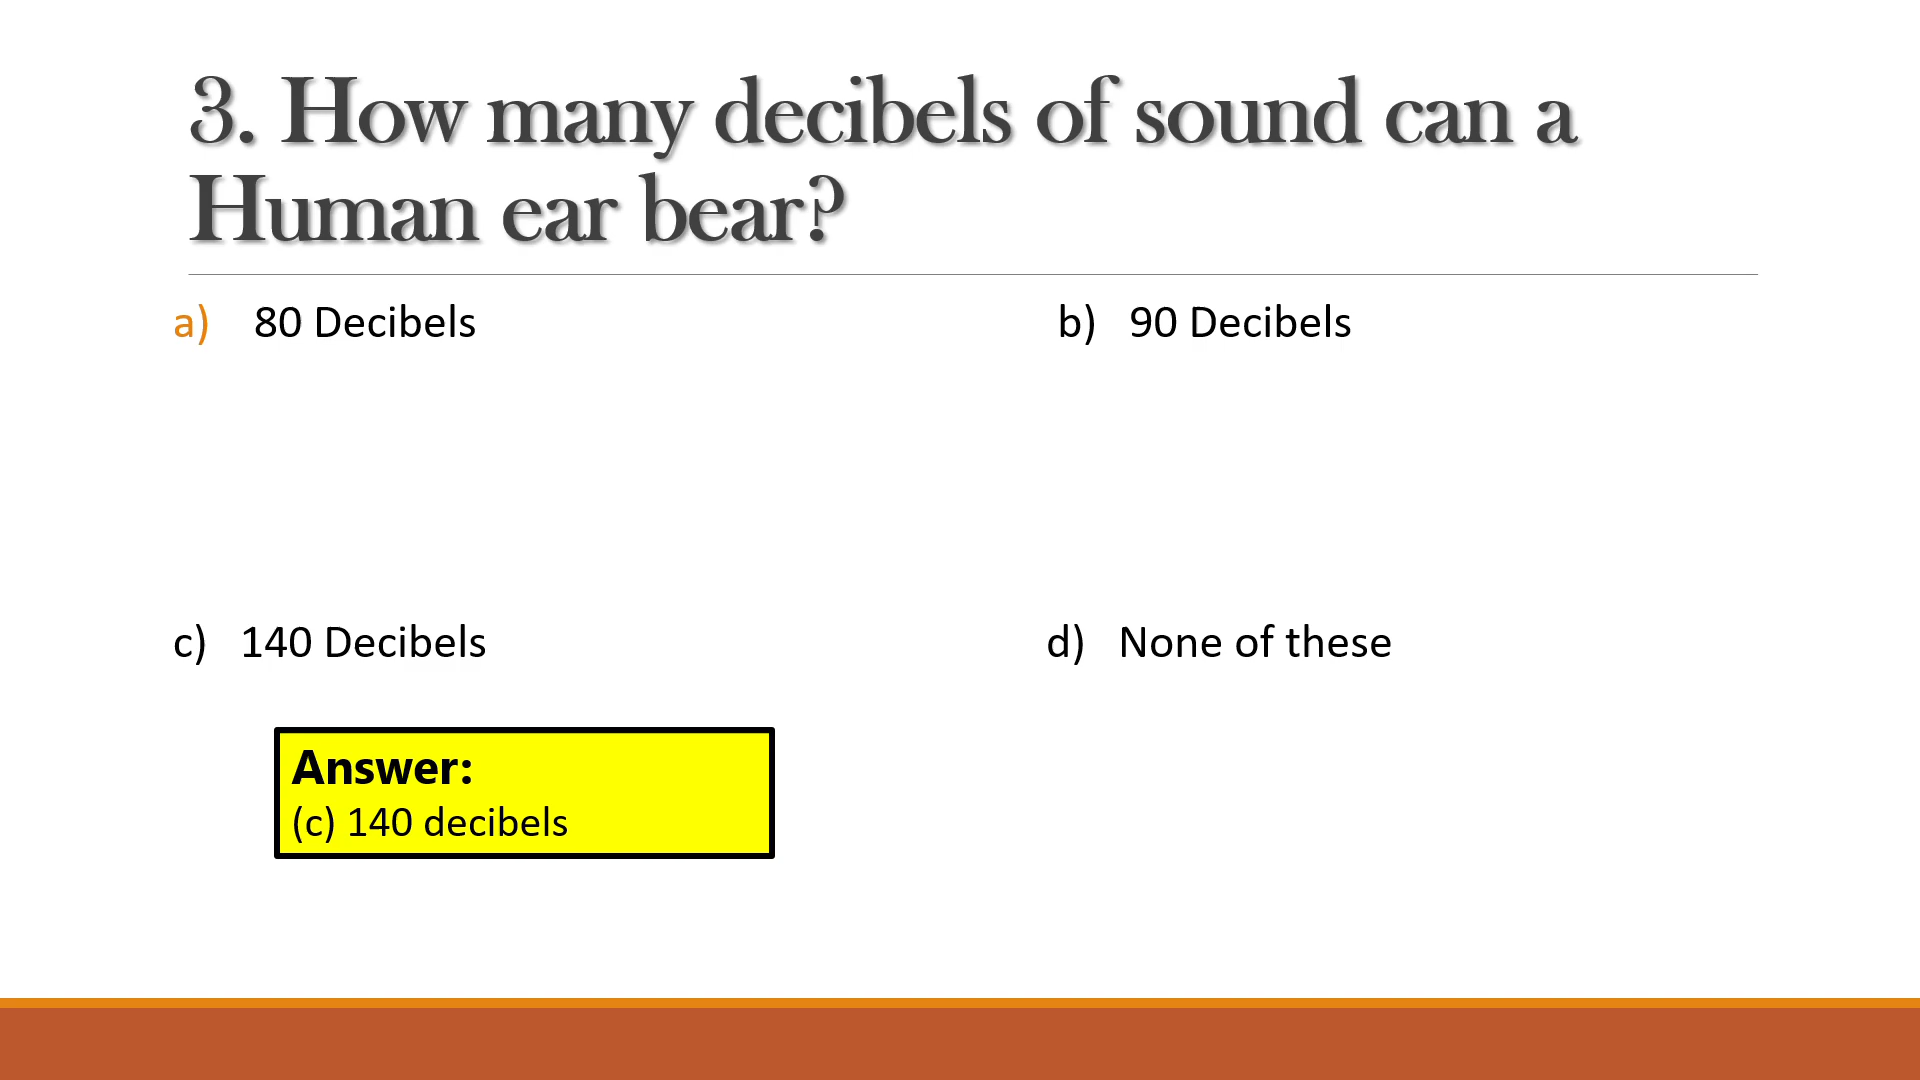 3. How many decibels of sound can a
Human ear bear?
a) 80 Decibels
b) 90 Decibels
c) 140 Decibels
d) None of these
Answer:
(c) 140 decibels